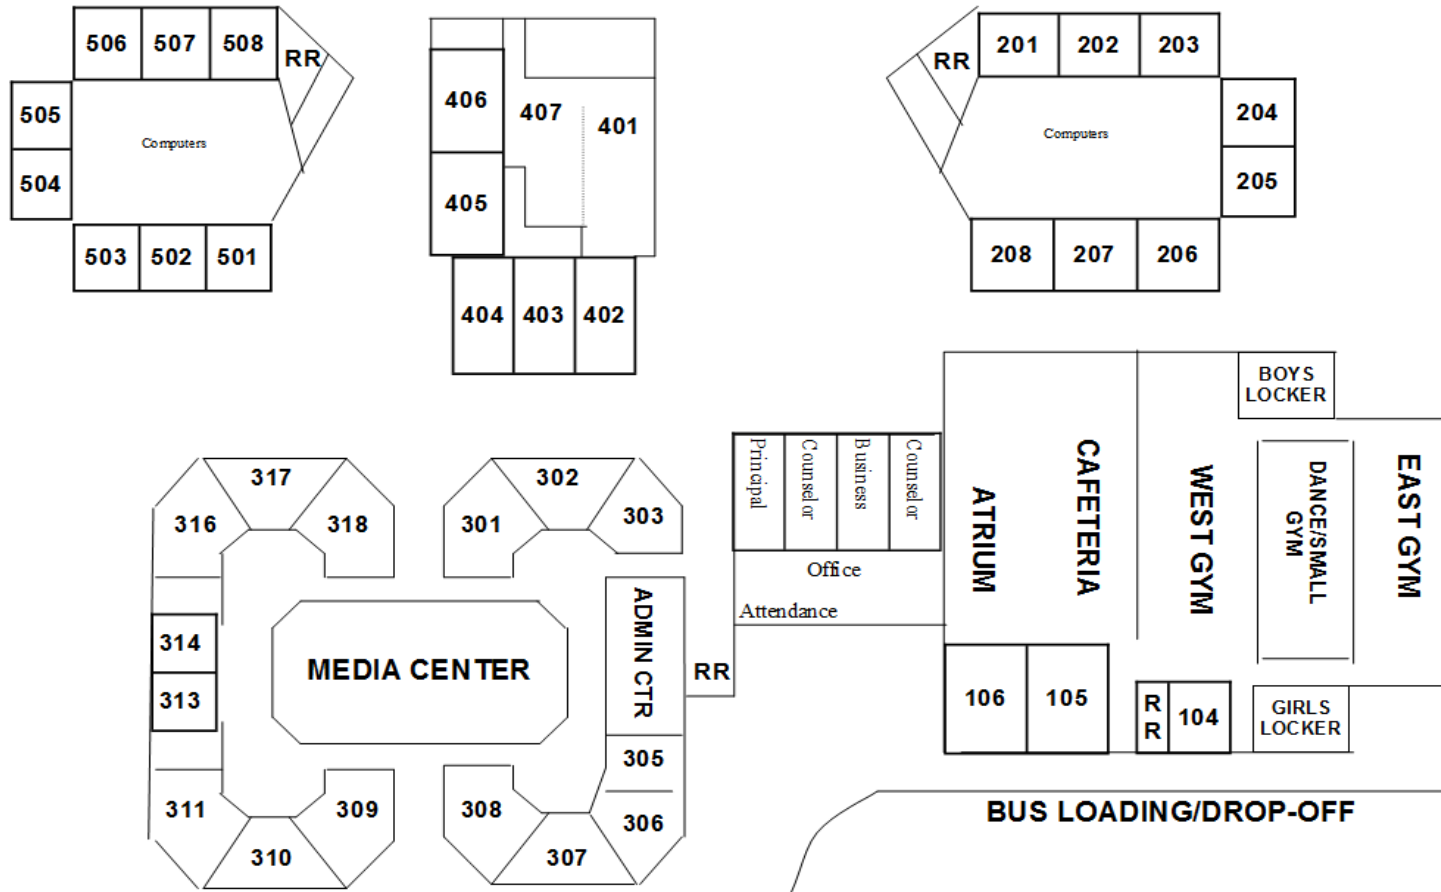 506 507 508
RR
505
504
Computers
503 502 501
406
407
401
405
404 403 402
RR
201 202 203
204
Computers
205
208 207 206
317
316
318
314
313
311
310
309
302
301
303
MEDIA CENTER
ADMIN CTR
RR
305
306
308
307
Principal
Counselor
Business
Counselor
Office
Attendance
ATRIUM
CAFETERIA
WEST GYM
BOYS
LOCKER
DANCE/SMALL
GYM
EAST GYM
106 105
R
R
104
GIRLS
LOCKER
BUS LOADING/DROP-OFF